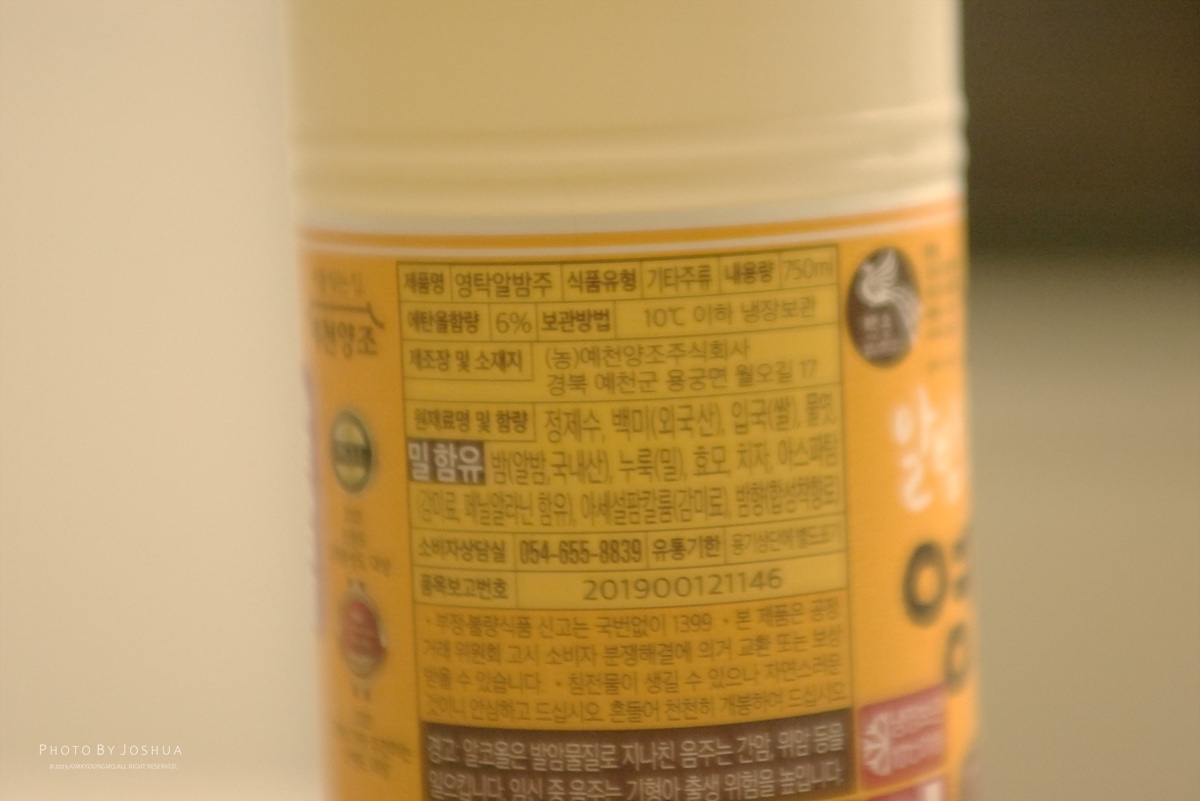 제품명 영탁알밤주 식품유형 기타주류 내용량 750ml
에탄올함량 6% 보관방법 10℃ 이하 냉장보관
제조장 및 소재지 (농)예천양조주식회사
경북 예천군 용궁면 월오길 17
원재료명 및 함량 정제수, 백미(외국산), 입국(쌀), 물엿,
밀함유 밤(알밤,국내산), 누룩(밀), 효모, 치자, 아스파탐
(감미료, 페닐알라닌 함유), 아세설팜칼륨(감미료), 밤향(합성착향료)
소비자상담실 054-655-8839 유통기한 용기상단에 별도표기
품목보고번호 201900121146
· 부정·불량식품 신고는 국번없이 1399 · 본 제품은 공정
거래 위원회 고시 소비자 분쟁해결에 의거 교환 또는 보상
받을 수 있습니다. · 침전물이 생길 수 있으나 자연스러운
것이니 안심하고 드십시오. 흔들어 천천히 개봉하여 드십시오.
경고: 알코올은 발암물질로 지나친 음주는 간암, 위암 등을
일으킵니다. 임신 중 음주는 기형아 출생 위험을 높입니다.
예천양조
알밤
영
PHOTO BY JOSHUA